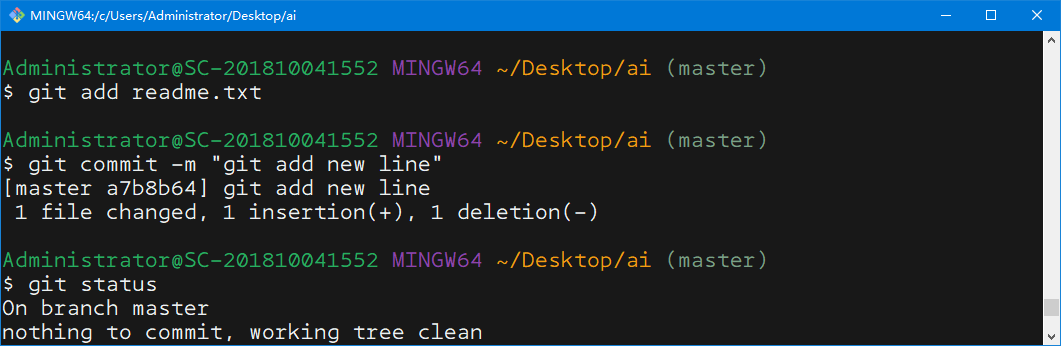 MINGW64:/c/Users/Administrator/Desktop/ai
Administrator@SC-201810041552 MINGW64 ~/Desktop/ai (master)
$ git add readme.txt
Administrator@SC-201810041552 MINGW64 ~/Desktop/ai (master)
$ git commit -m "git add new line"
[master a7b8b64] git add new line
 1 file changed, 1 insertion(+), 1 deletion(-)
Administrator@SC-201810041552 MINGW64 ~/Desktop/ai (master)
$ git status
On branch master
nothing to commit, working tree clean